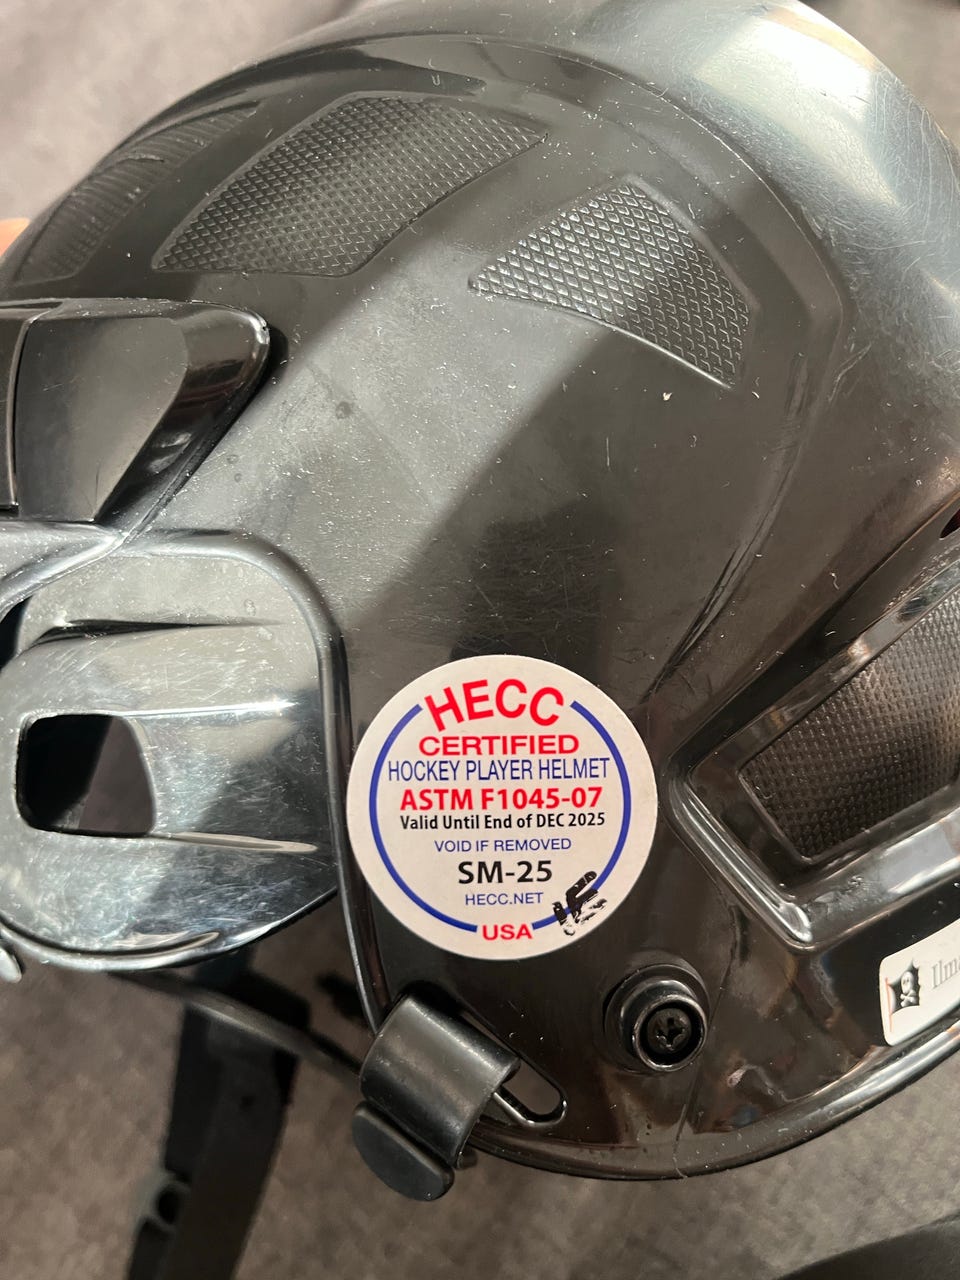 HECC
CERTIFIED
HOCKEY PLAYER HELMET
ASTM F1045-07
Valid Until End of DEC 2025
VOID IF REMOVED
SM-25
HECC.NET
USA